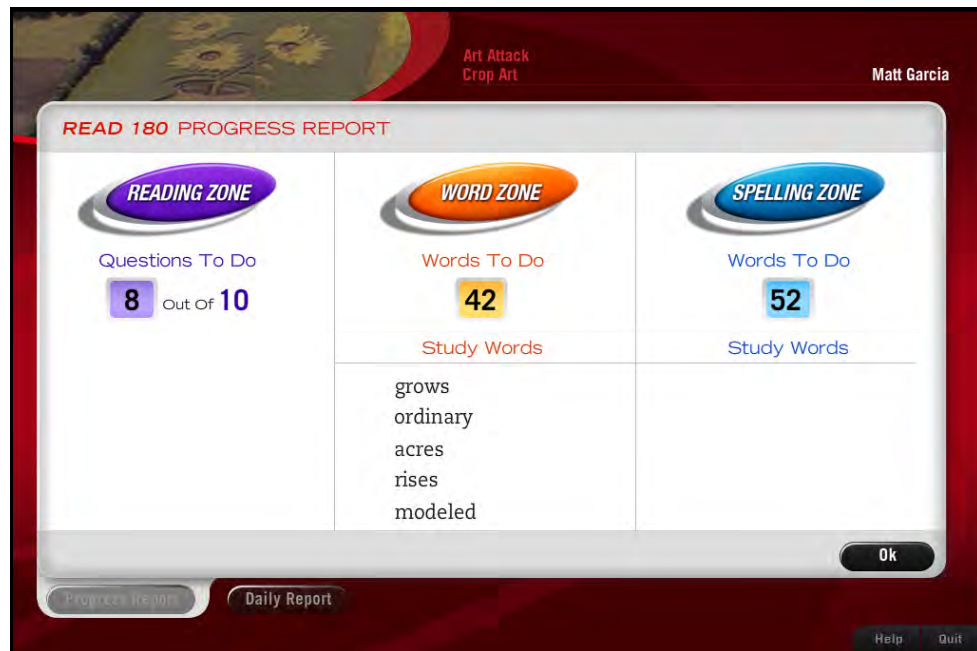 Art Attack
Crop Art
Matt Garcia
READ 180 PROGRESS REPORT
READING ZONE
Questions To Do
8 Out Of 10
WORD ZONE
Words To Do
42
Study Words
grows
ordinary
acres
rises
modeled
SPELLING ZONE
Words To Do
52
Study Words
Ok
Progress Report
Daily Report
Help
Quit